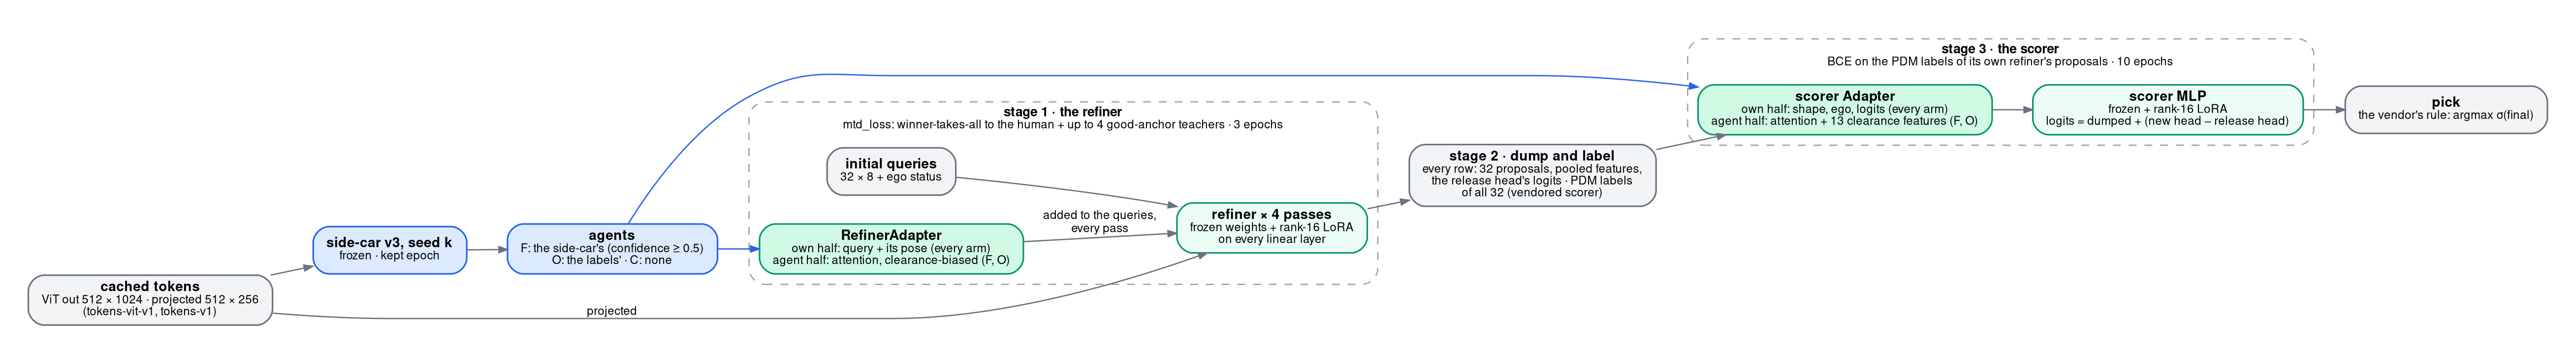 cached tokens
ViT out 512 × 1024 · projected 512 × 256
(tokens-vit-v1, tokens-v1)
side-car v3, seed k
frozen · kept epoch
agents
F: the side-car's (confidence ≥ 0.5)
O: the labels' · C: none
projected
stage 1 · the refiner
mtd_loss: winner-takes-all to the human + up to 4 good-anchor teachers · 3 epochs
initial queries
32 × 8 + ego status
RefinerAdapter
own half: query + its pose (every arm)
agent half: attention, clearance-biased (F, O)
added to the queries,
every pass
refiner × 4 passes
frozen weights + rank-16 LoRA
on every linear layer
stage 2 · dump and label
every row: 32 proposals, pooled features,
the release head's logits · PDM labels
of all 32 (vendored scorer)
stage 3 · the scorer
BCE on the PDM labels of its own refiner's proposals · 10 epochs
scorer Adapter
own half: shape, ego, logits (every arm)
agent half: attention + 13 clearance features (F, O)
scorer MLP
frozen + rank-16 LoRA
logits = dumped + (new head − release head)
pick
the vendor's rule: argmax σ(final)